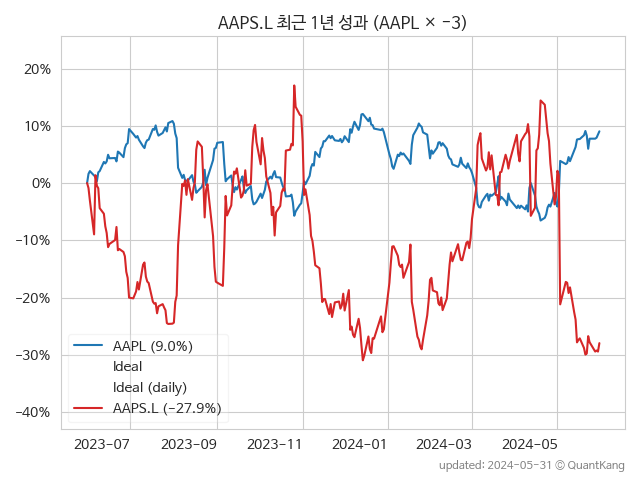 AAPS.L 최근 1년 성과 (AAPL × −3)
20%
10%
0%
−10%
−20%
−30%
−40%
AAPL (9.0%)
Ideal
Ideal (daily)
AAPS.L (−27.9%)
2023-07
2023-09
2023-11
2024-01
2024-03
2024-05
updated: 2024-05-31 © QuantKang